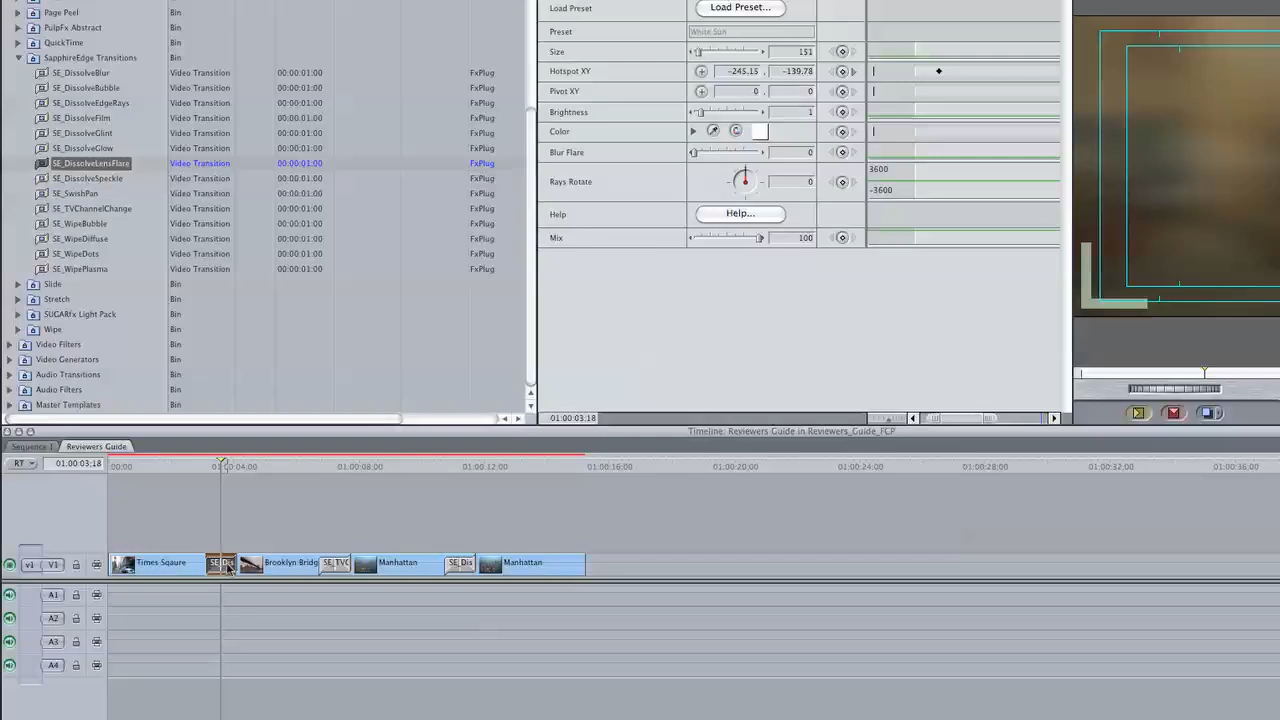 Page Peel Bin
PulpFx Abstract Bin
QuickTime Bin
SapphireEdge Transitions Bin
SE_DissolveBlur Video Transition 00:00:01:00 FxPlug
SE_DissolveBubble Video Transition 00:00:01:00 FxPlug
SE_DissolveEdgeRays Video Transition 00:00:01:00 FxPlug
SE_DissolveFilm Video Transition 00:00:01:00 FxPlug
SE_DissolveGlint Video Transition 00:00:01:00 FxPlug
SE_DissolveGlow Video Transition 00:00:01:00 FxPlug
SE_DissolveLensFlare Video Transition 00:00:01:00 FxPlug
SE_DissolveSpeckle Video Transition 00:00:01:00 FxPlug
SE_SwishPan Video Transition 00:00:01:00 FxPlug
SE_TVChannelChange Video Transition 00:00:01:00 FxPlug
SE_WipeBubble Video Transition 00:00:01:00 FxPlug
SE_WipeDiffuse Video Transition 00:00:01:00 FxPlug
SE_WipeDots Video Transition 00:00:01:00 FxPlug
SE_WipePlasma Video Transition 00:00:01:00 FxPlug
Slide Bin
Stretch Bin
SUGARfx Light Pack Bin
Wipe Bin
Video Filters Bin
Video Generators Bin
Audio Transitions Bin
Audio Filters Bin
Master Templates Bin
Load Preset Load Preset...
Preset White Sun
Size 151
Hotspot XY -245.15 , -139.78
Pivot XY 0 , 0
Brightness 1
Color
Blur Flare 0
Rays Rotate 0 3600
-3600
Help Help...
Mix 100
01:00:03;18
Timeline: Reviewers Guide in Reviewers_Guide_FCP
Sequence 1 Reviewers Guide
RT 01:00:03;18 00:00 01:00:04;00 01:00:08;00 01:00:12;00 01:00:16;00 01:00:20;00 01:00:24;00 01:00:28;00 01:00:32;00 01:00:36;00
v1 V1 Times Sqaure SE_Dis Brooklyn Bridg SE_TVC Manhattan SE_Dis Manhattan
A1
A2
A3
A4